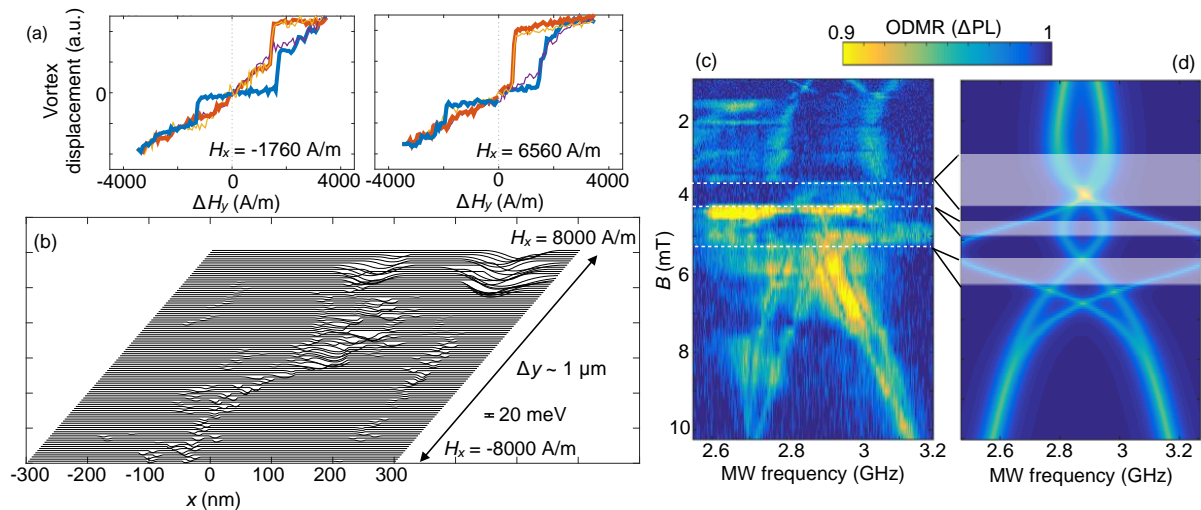 (a)
Vortex
displacement (a.u.)
0
H_x = -1760 A/m
H_x = 6560 A/m
-4000 0 4000
-4000 0 4000
ΔH_y (A/m)
ΔH_y (A/m)
(b)
H_x = 8000 A/m
Δy ~ 1 µm
= 20 meV
H_x = -8000 A/m
-300 -200 -100 0 100 200 300
x (nm)
ODMR (ΔPL)
0.9 1
(c)
(d)
2
4
6
8
10
B (mT)
2.6 2.8 3 3.2
2.6 2.8 3 3.2
MW frequency (GHz)
MW frequency (GHz)